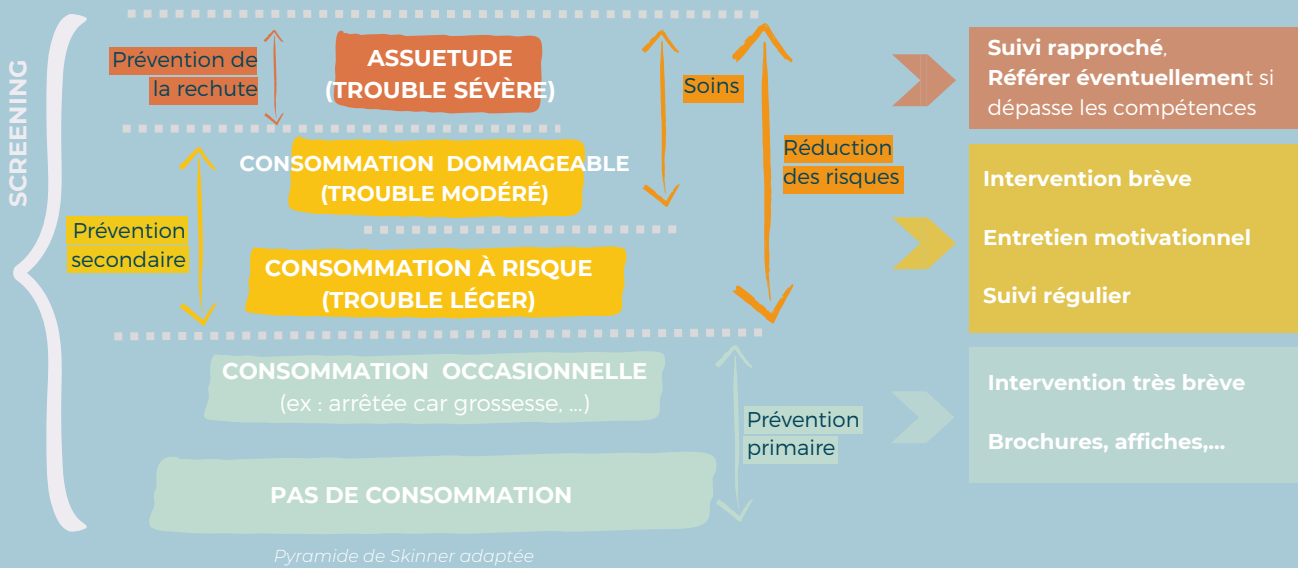 SCREENING
Prévention de
la rechute
ASSUETUDE
(TROUBLE SÉVÈRE)
Soins
Suivi rapproché,
Référer éventuellement si
dépasse les compétences
CONSOMMATION DOMMAGEABLE
(TROUBLE MODÉRÉ)
Réduction
des risques
Prévention
secondaire
CONSOMMATION À RISQUE
(TROUBLE LÉGER)
Intervention brève
Entretien motivationnel
Suivi régulier
CONSOMMATION OCCASIONNELLE
(ex : arrêtée car grossesse, ...)
Prévention
primaire
Intervention très brève
Brochures, affiches,...
PAS DE CONSOMMATION
Pyramide de Skinner adaptée